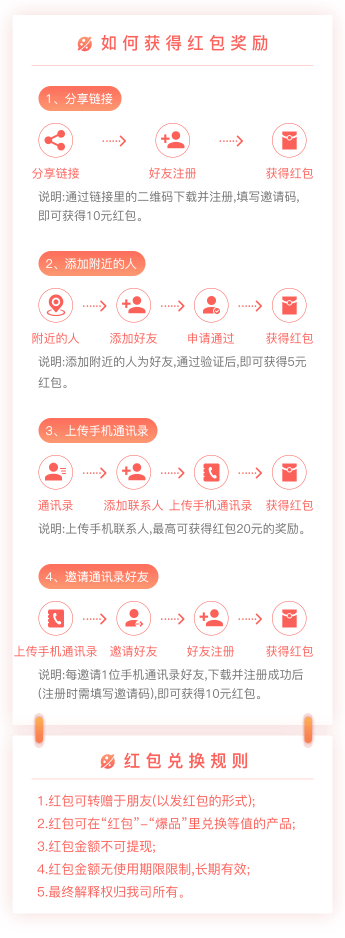 如何获得红包奖励
1、分享链接
分享链接 好友注册 获得红包
说明:通过链接里的二维码下载并注册,填写邀请码,
即可获得10元红包。
2、添加附近的人
附近的人 添加好友 申请通过 获得红包
说明:添加附近的人为好友,通过验证后,即可获得5元
红包。
3、上传手机通讯录
通讯录 添加联系人 上传手机通讯录 获得红包
说明:上传手机联系人,最高可获得红包20元的奖励。
4、邀请通讯录好友
上传手机通讯录 邀请好友 好友注册 获得红包
说明:每邀请1位手机通讯录好友,下载并注册成功后
(注册时需填写邀请码),即可获得10元红包。
红包兑换规则
1.红包可转赠于朋友(以发红包的形式);
2.红包可在“红包”-“爆品”里兑换等值的产品;
3.红包金额不可提现;
4.红包金额无使用期限限制,长期有效;
5.最终解释权归我司所有。